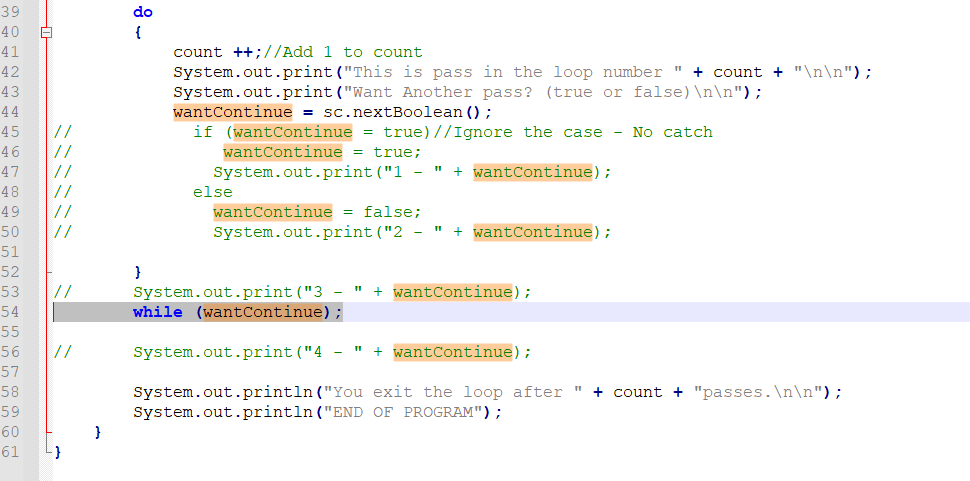 39 do
40 {
41 count ++;//Add 1 to count
42 System.out.print("This is pass in the loop number " + count + "\n\n");
43 System.out.print("Want Another pass? (true or false)\n\n");
44 wantContinue = sc.nextBoolean();
45 // if (wantContinue = true)//Ignore the case - No catch
46 // wantContinue = true;
47 // System.out.print("1 - " + wantContinue);
48 // else
49 // wantContinue = false;
50 // System.out.print("2 - " + wantContinue);
51
52 }
53 // System.out.print("3 - " + wantContinue);
54 while (wantContinue);
55
56 // System.out.print("4 - " + wantContinue);
57
58 System.out.println("You exit the loop after " + count + "passes.\n\n");
59 System.out.println("END OF PROGRAM");
60 }
61 }